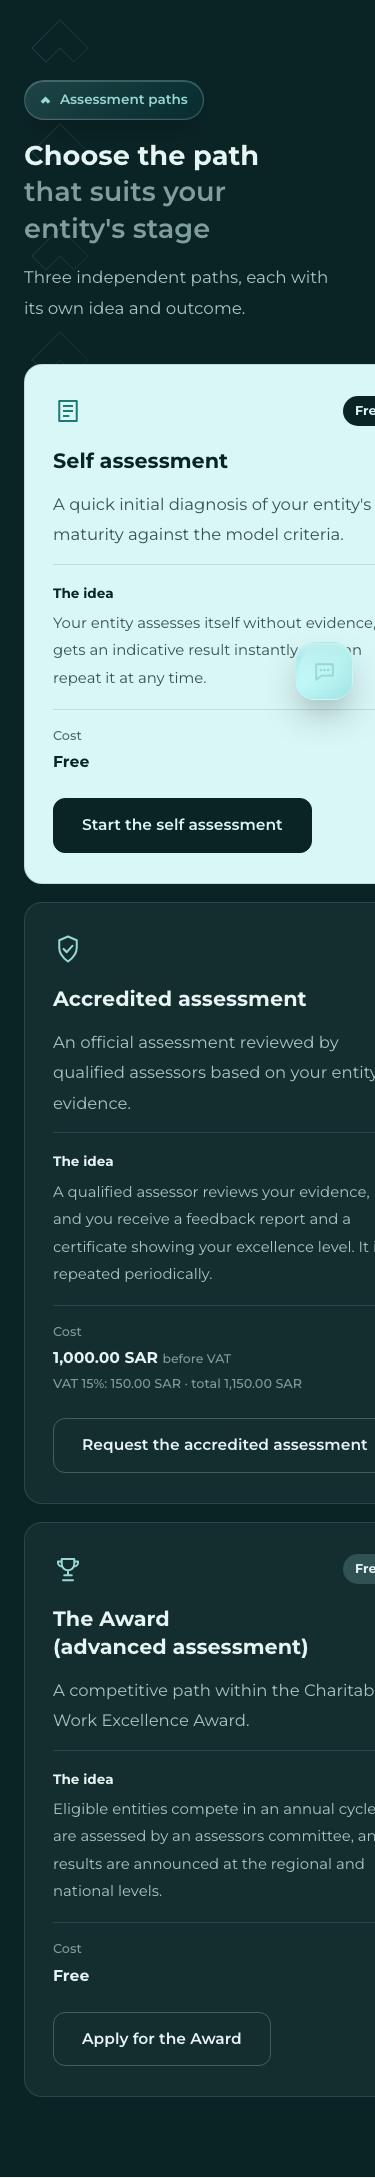 Assessment paths
Choose the path
that suits your
entity's stage
Three independent paths, each with
its own idea and outcome.
Self assessment
A quick initial diagnosis of your entity's
maturity against the model criteria.
The idea
Your entity assesses itself without evidence,
gets an indicative result instantly
repeat it at any time.
Cost
Free
Start the self assessment
Accredited assessment
An official assessment reviewed by
qualified assessors based on your entity
evidence.
The idea
A qualified assessor reviews your evidence,
and you receive a feedback report and a
certificate showing your excellence level. It
repeated periodically.
Cost
1,000.00 SAR before VAT
VAT 15%: 150.00 SAR · total 1,150.00 SAR
Request the accredited assessment
The Award
(advanced assessment)
A competitive path within the
Work Excellence Award.
The idea
Eligible entities compete in an annual cycle
are assessed by an assessors committee,
results are announced at the regional and
national levels.
Cost
Free
Apply for the Award